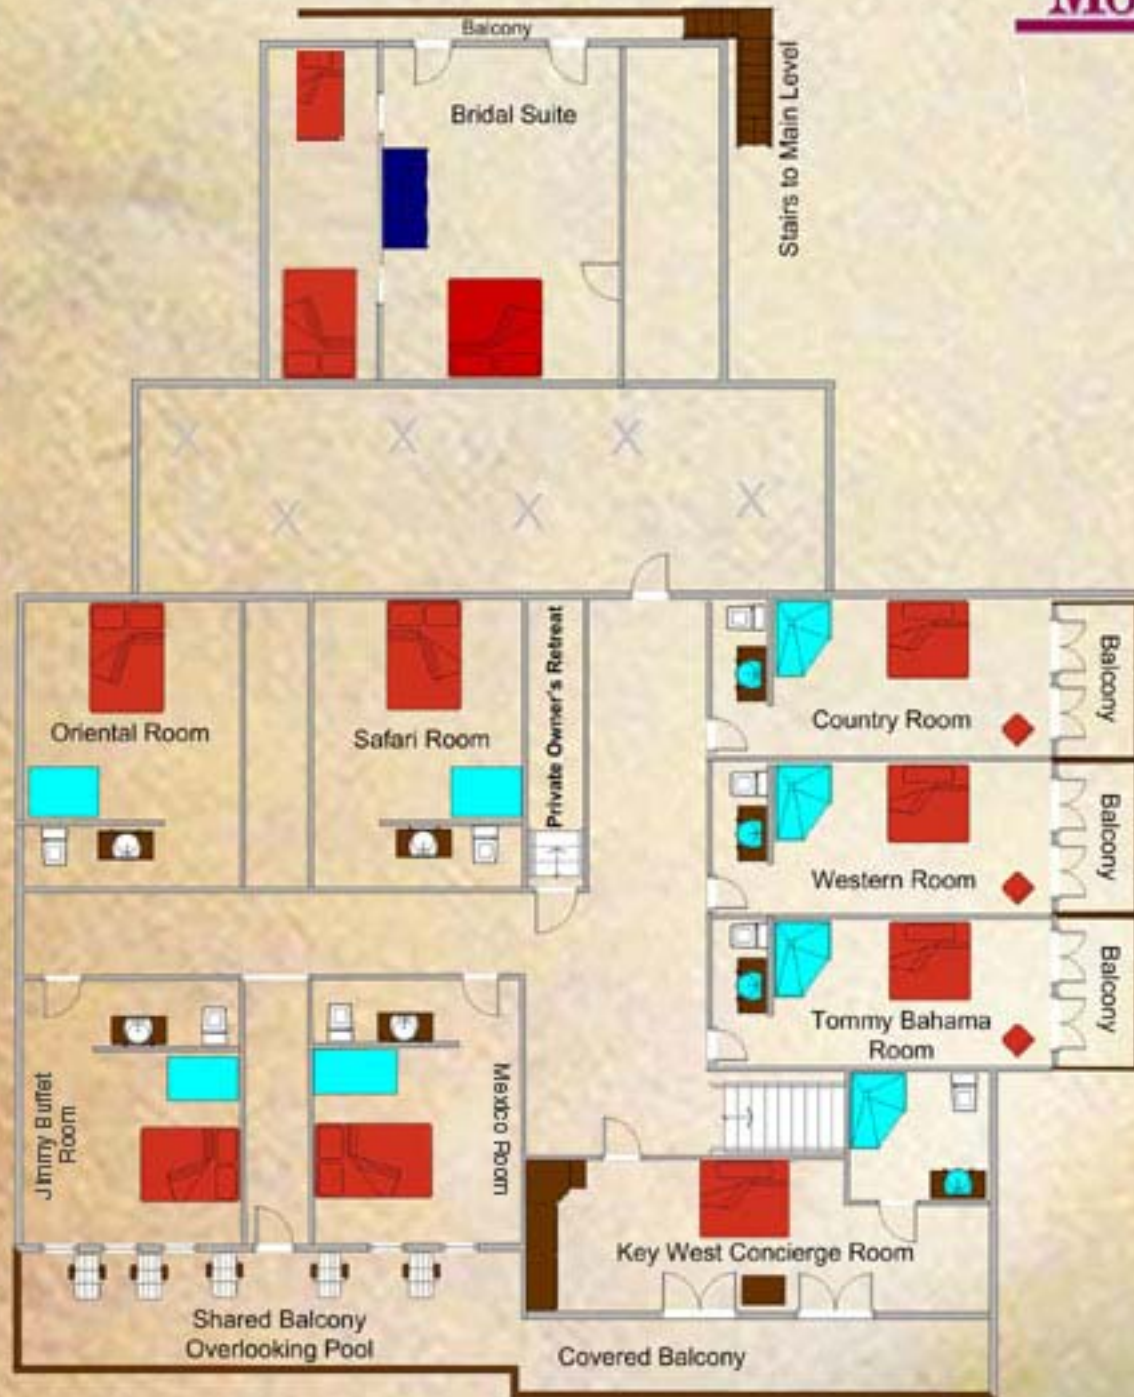 Mo
Balcony
Bridal Suite
Stairs to Main Level
Oriental Room
Safari Room
Private Owner's Retreat
Country Room
Balcony
Western Room
Balcony
Tommy Bahama
Room
Balcony
Jimmy Buffet
Room
Mexico Room
Key West Concierge Room
Shared Balcony
Overlooking Pool
Covered Balcony